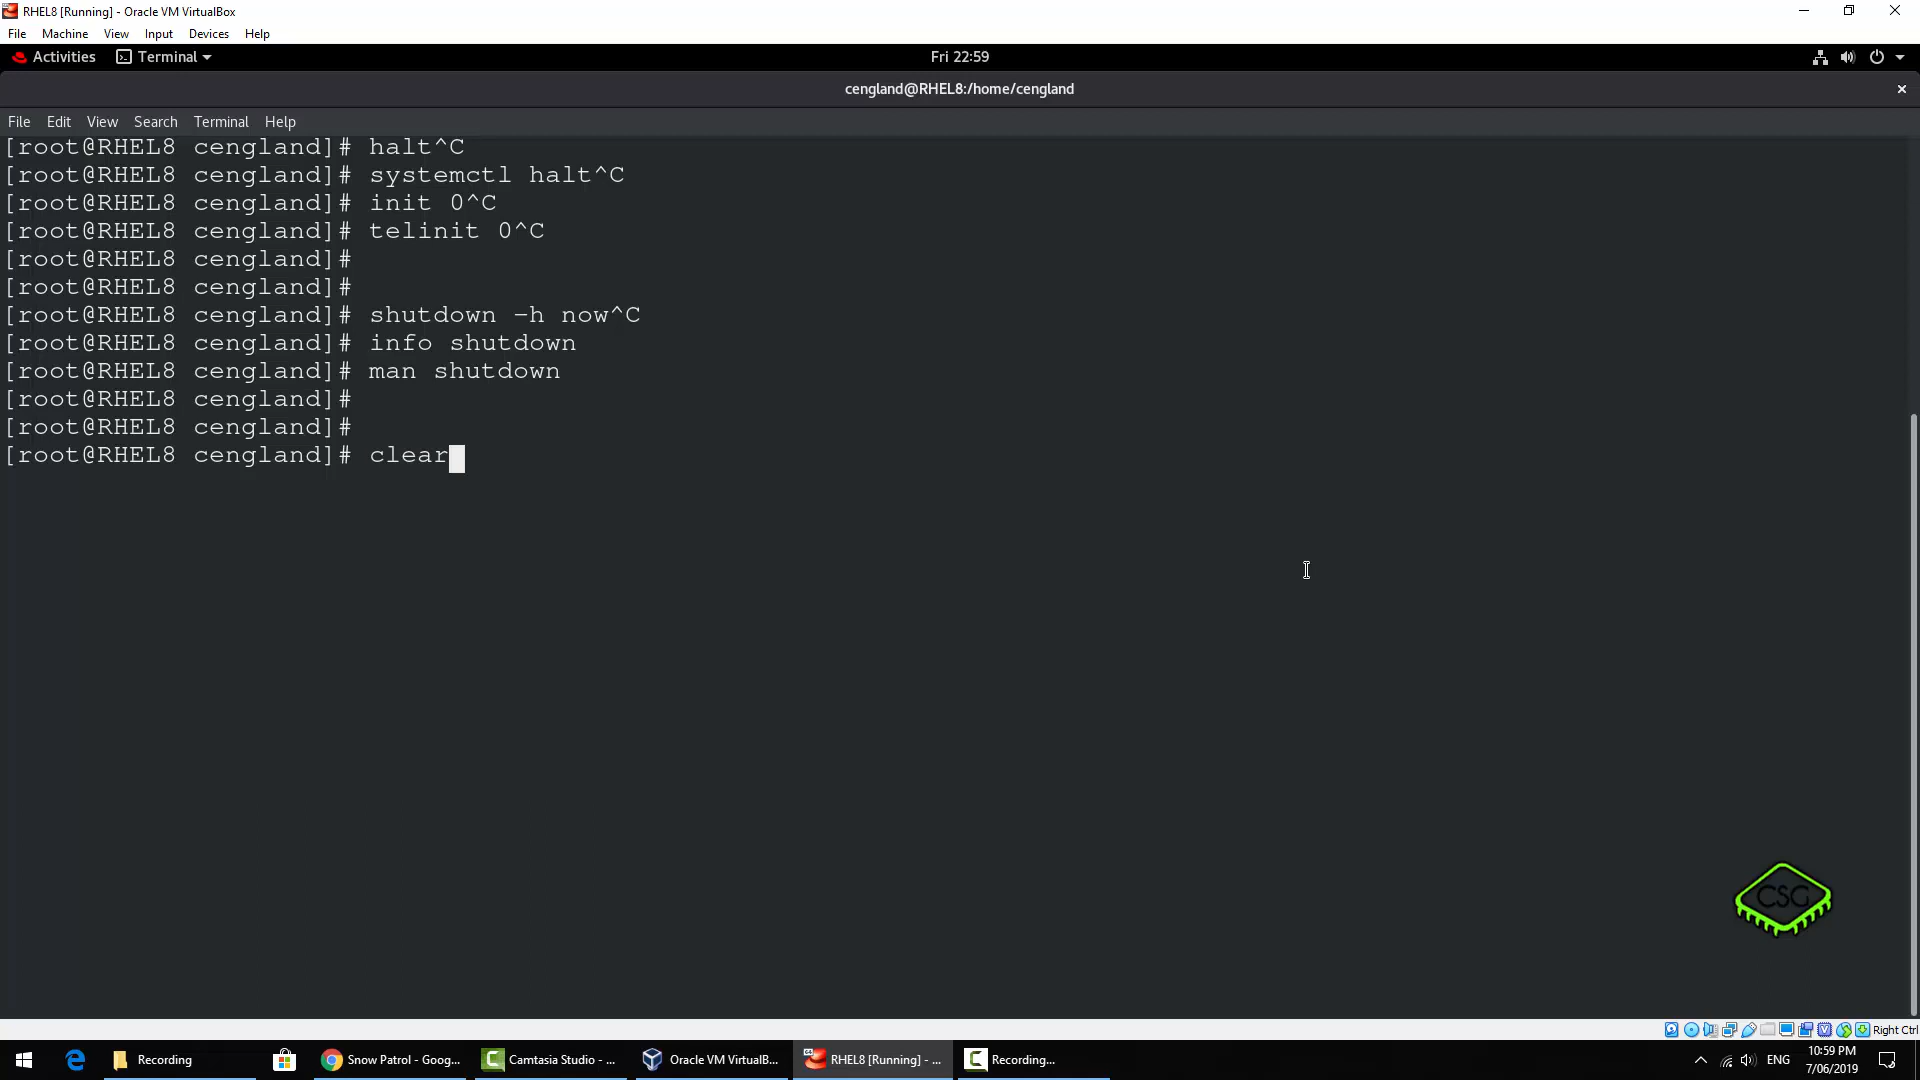 RHEL8 [Running] - Oracle VM VirtualBox
File Machine View Input Devices Help
Activities Terminal Fri 22:59
cengland@RHEL8:/home/cengland
File Edit View Search Terminal Help
[root@RHEL8 cengland]# halt^C
[root@RHEL8 cengland]# systemctl halt^C
[root@RHEL8 cengland]# init 0^C
[root@RHEL8 cengland]# telinit 0^C
[root@RHEL8 cengland]#
[root@RHEL8 cengland]#
[root@RHEL8 cengland]# shutdown -h now^C
[root@RHEL8 cengland]# info shutdown
[root@RHEL8 cengland]# man shutdown
[root@RHEL8 cengland]#
[root@RHEL8 cengland]#
[root@RHEL8 cengland]# clear
CSG
Right Ctrl
Recording Snow Patrol - Goog... Camtasia Studio - ... Oracle VM VirtualB... RHEL8 [Running] - ... Recording... ENG 10:59 PM
7/06/2019